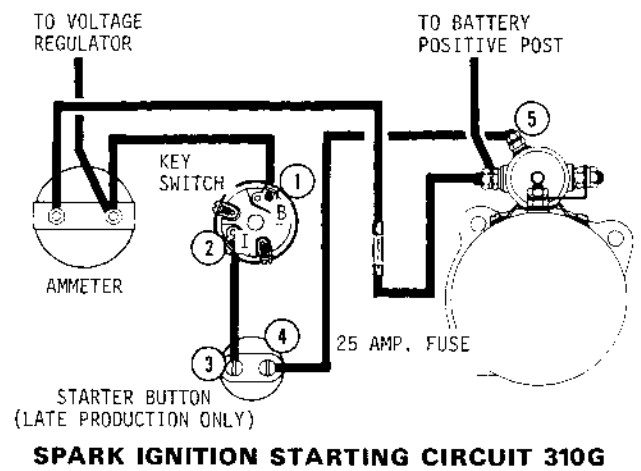 TO VOLTAGE
REGULATOR
TO BATTERY
POSITIVE POST
5
KEY
SWITCH
1
B
2
I
AMMETER
3
4
25 AMP. FUSE
STARTER BUTTON
(LATE PRODUCTION ONLY)
SPARK IGNITION STARTING CIRCUIT 310G